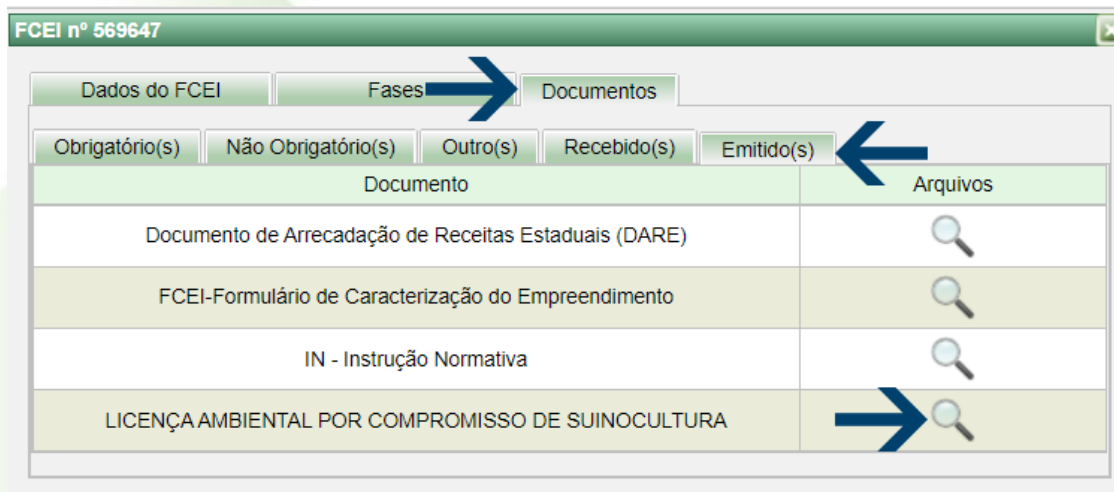 FCEI nº 569647
Dados do FCEI Fases Documentos
Obrigatório(s) Não Obrigatório(s) Outro(s) Recebido(s) Emitido(s)
Documento Arquivos
Documento de Arrecadação de Receitas Estaduais (DARE)
FCEI-Formulário de Caracterização do Empreendimento
IN - Instrução Normativa
LICENÇA AMBIENTAL POR COMPROMISSO DE SUINOCULTURA